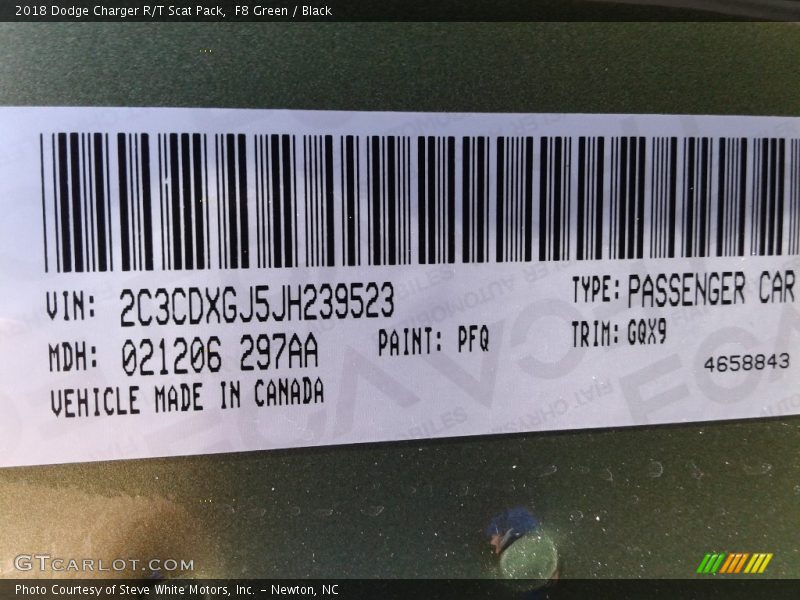 2018 Dodge Charger R/T Scat Pack, F8 Green / Black
VIN: 2C3CDXGJ5JH239523
TYPE: PASSENGER CAR
MDH: 021206 297AA
PAINT: PFQ
TRIM: GQX9
VEHICLE MADE IN CANADA
4658843
GTCARLOT.COM
Photo Courtesy of Steve White Motors, Inc. – Newton, NC